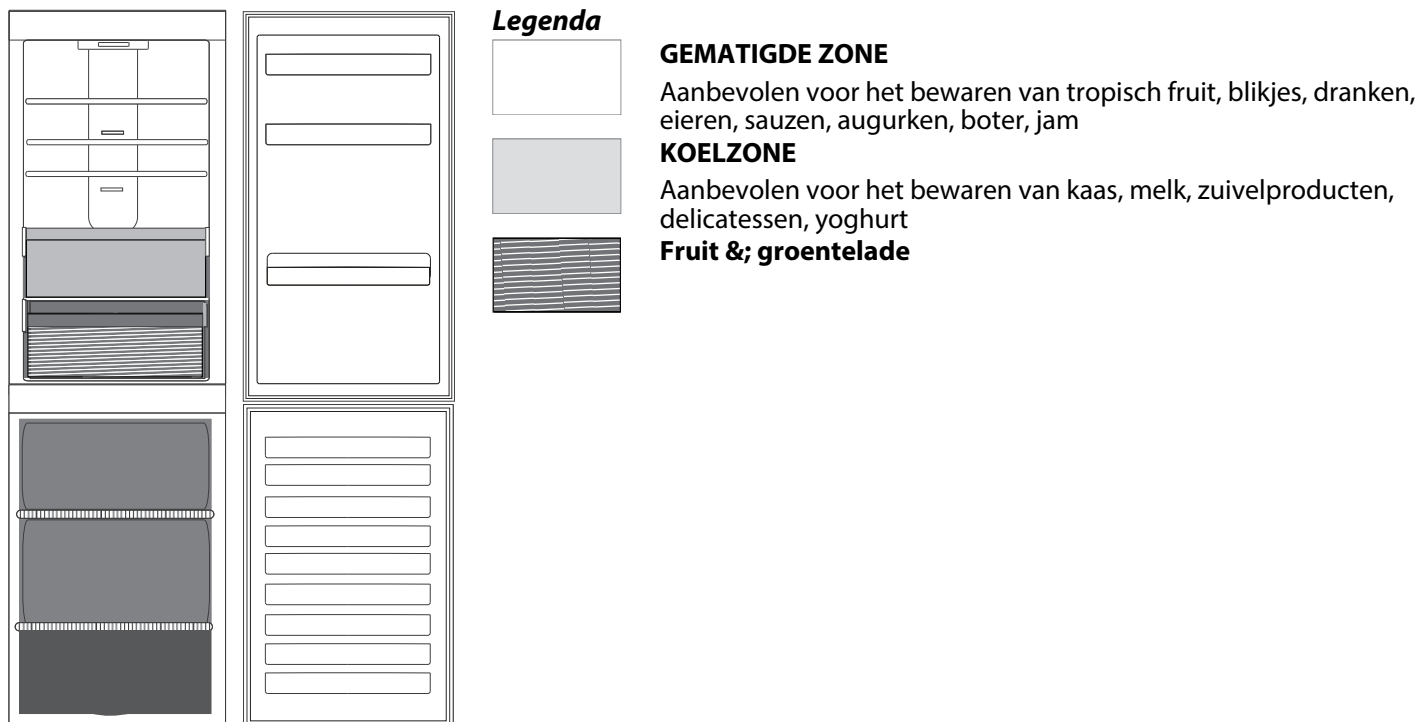 Legenda
GEMATIGDE ZONE
Aanbevolen voor het bewaren van tropisch fruit, blikjes, dranken,
eieren, sauzen, augurken, boter, jam
KOELZONE
Aanbevolen voor het bewaren van kaas, melk, zuivelproducten,
delicatessen, yoghurt
Fruit &; groentelade